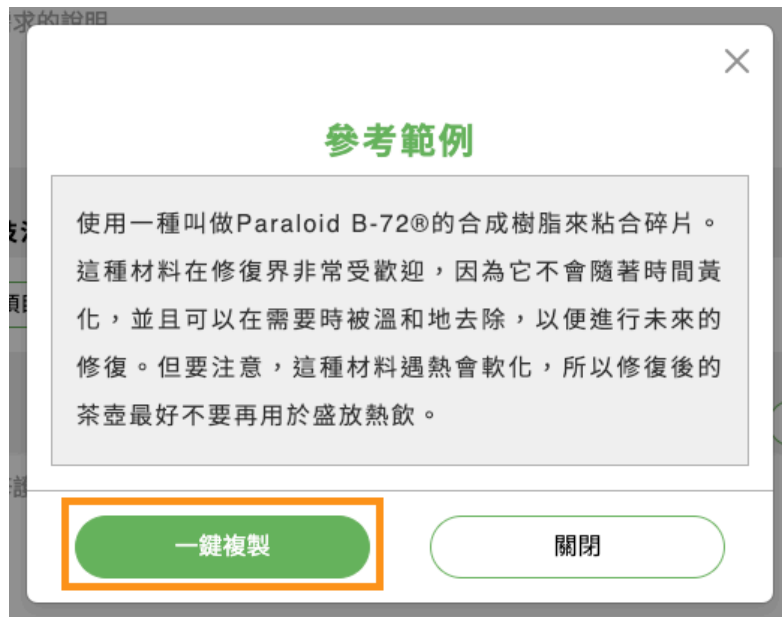 求的說明
參考範例
使用一種叫做Paraloid B-72®的合成樹脂來粘合碎片。
這種材料在修復界非常受歡迎，因為它不會隨著時間黃
化，並且可以在需要時被溫和地去除，以便進行未來的
修復。但要注意，這種材料遇熱會軟化，所以修復後的
茶壺最好不要再用於盛放熱飲。
一鍵複製
關閉